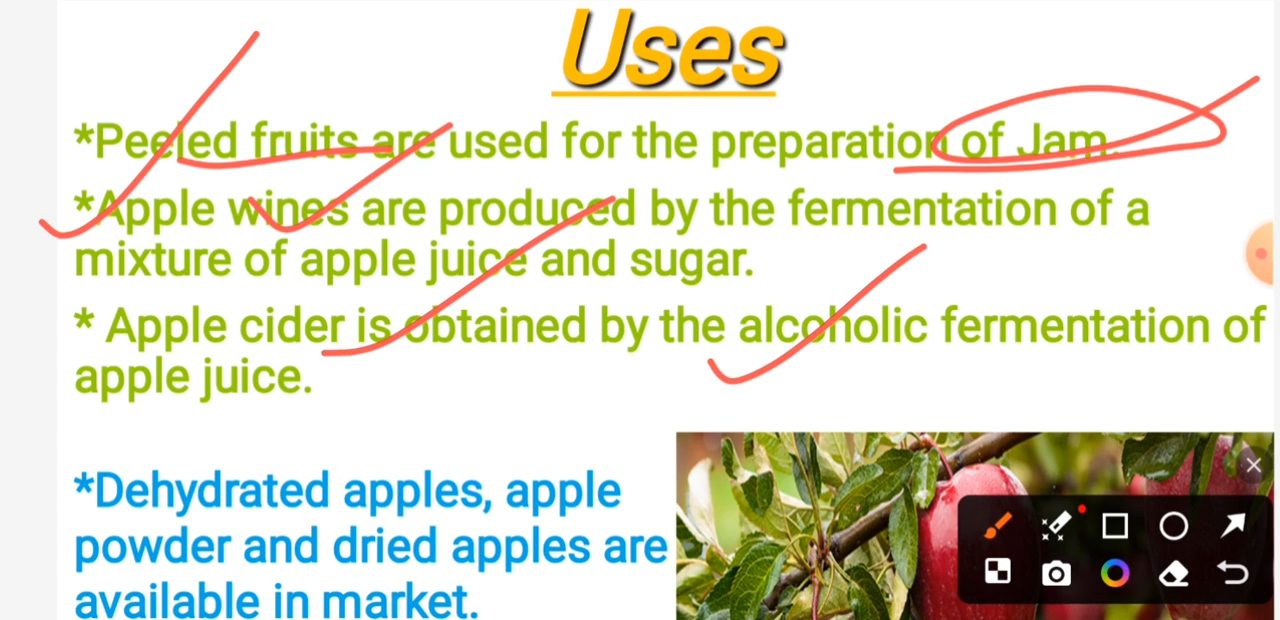 Uses
*Peeled fruits are used for the preparation of Jam.
*Apple wines are produced by the fermentation of a
mixture of apple juice and sugar.
* Apple cider is obtained by the alcoholic fermentation of
apple juice.
*Dehydrated apples, apple
powder and dried apples are
available in market.